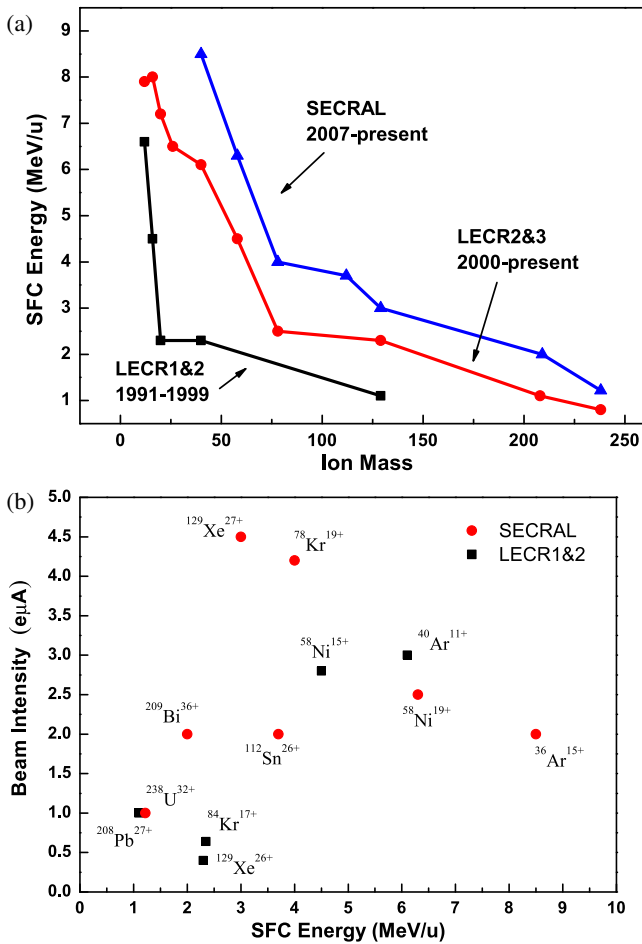 (a)
9
8
7
6
5
4
3
2
1
SFC Energy (MeV/u)
SECRAL
2007-present
LECR2&3
2000-present
LECR1&2
1991-1999
0 50 100 150 200 250
Ion Mass
(b)
5.0
4.5
4.0
3.5
3.0
2.5
2.0
1.5
1.0
0.5
0.0
Beam Intensity (eμA)
SECRAL
LECR1&2
¹²⁹Xe²⁷⁺
⁷⁸Kr¹⁹⁺
⁵⁸Ni¹⁵⁺
⁴⁰Ar¹¹⁺
²⁰⁹Bi³⁶⁺
¹¹²Sn²⁶⁺
⁵⁸Ni¹⁹⁺
³⁶Ar¹⁵⁺
²³⁸U³²⁺
²⁰⁸Pb²⁷⁺
⁸⁴Kr¹⁷⁺
¹²⁹Xe²⁶⁺
0 1 2 3 4 5 6 7 8 9 10
SFC Energy (MeV/u)